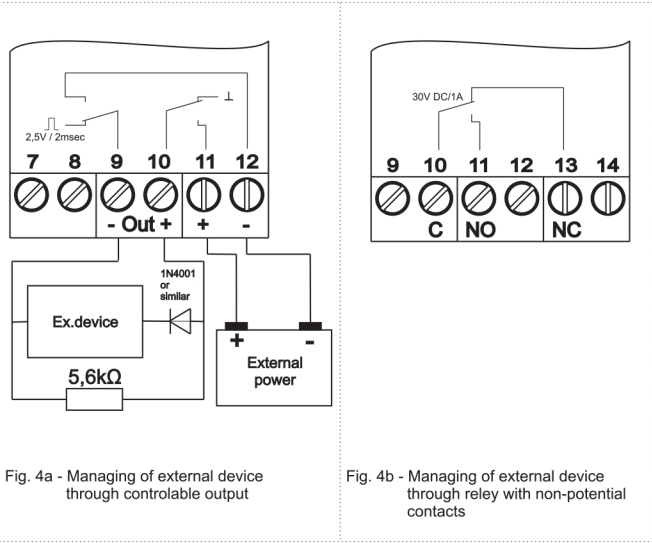 2,5V / 2msec
7 8 9 10 11 12
- Out + + -
1N4001
or
similar
Ex.device
5,6kΩ
+ -
External
power
Fig. 4a - Managing of external device
through controlable output
30V DC/1A
9 10 11 12 13 14
C NO NC
Fig. 4b - Managing of external device
through reley with non-potential
contacts